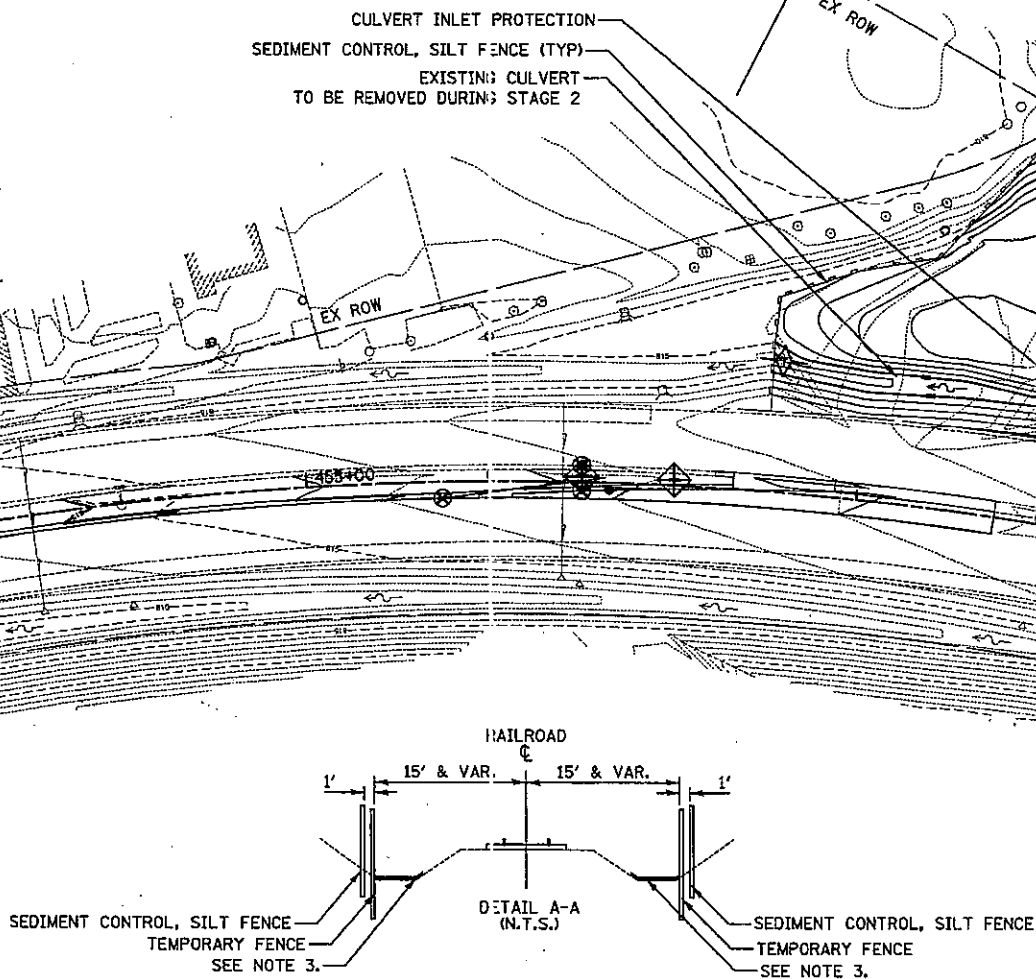 CULVERT INLET PROTECTION
SEDIMENT CONTROL, SILT FENCE (TYP)
EXISTING CULVERT
TO BE REMOVED DURING STAGE 2
EX ROW
EX ROW
815
810
RAILROAD
℄
15' & VAR.
15' & VAR.
1'
1'
DETAIL A-A
(N.T.S.)
SEDIMENT CONTROL, SILT FENCE
TEMPORARY FENCE
SEE NOTE 3.
SEDIMENT CONTROL, SILT FENCE
TEMPORARY FENCE
SEE NOTE 3.